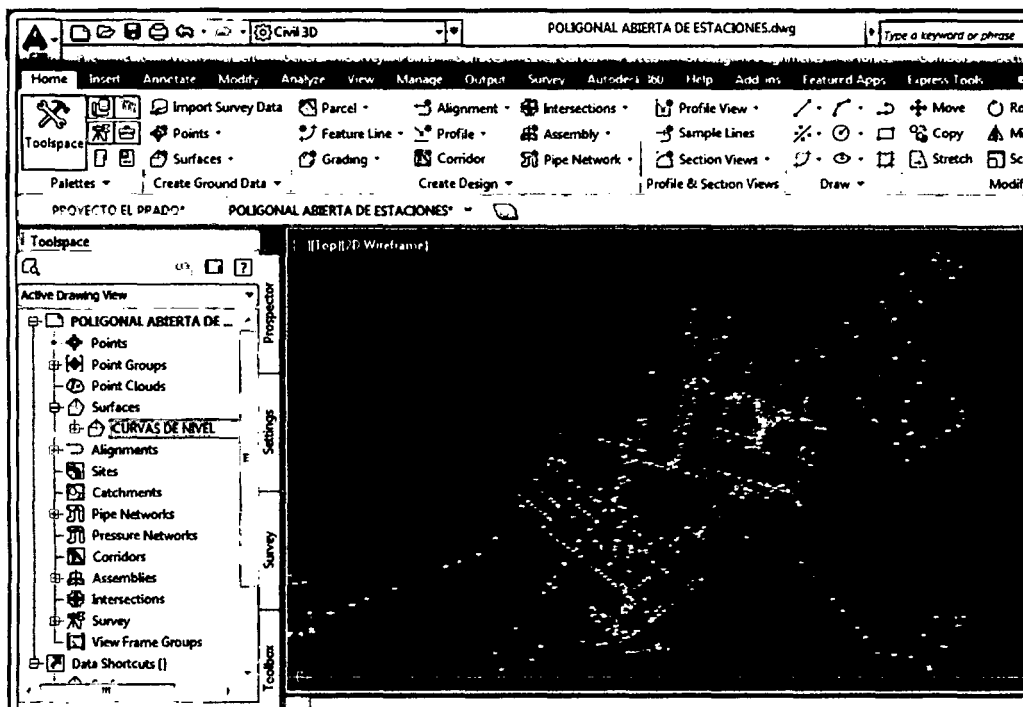 Civil 3D POLIGONAL ABIERTA DE ESTACIONES.dwg Type a keyword or phrase
Home Insert Annotate Modify Analyze View Manage Output Survey Autodesk 360 Help Add-ins Featured Apps Express Tools
Import Survey Data Parcel Alignment Intersections Profile View Move
Toolspace Points Feature Line Profile Assembly Sample Lines Copy
Surfaces Grading Corridor Pipe Network Section Views Stretch
Palettes Create Ground Data Create Design Profile & Section Views Draw
PROYECTO EL PRADO* POLIGONAL ABIERTA DE ESTACIONES*
Toolspace
[Top][2D Wireframe]
Active Drawing View
POLIGONAL ABIERTA DE ...
Points
Point Groups
Point Clouds
Surfaces
CURVAS DE NIVEL
Alignments
Sites
Catchments
Pipe Networks
Pressure Networks
Corridors
Assemblies
Intersections
Survey
View Frame Groups
Data Shortcuts []
Prospector
Settings
Survey
Toolbox